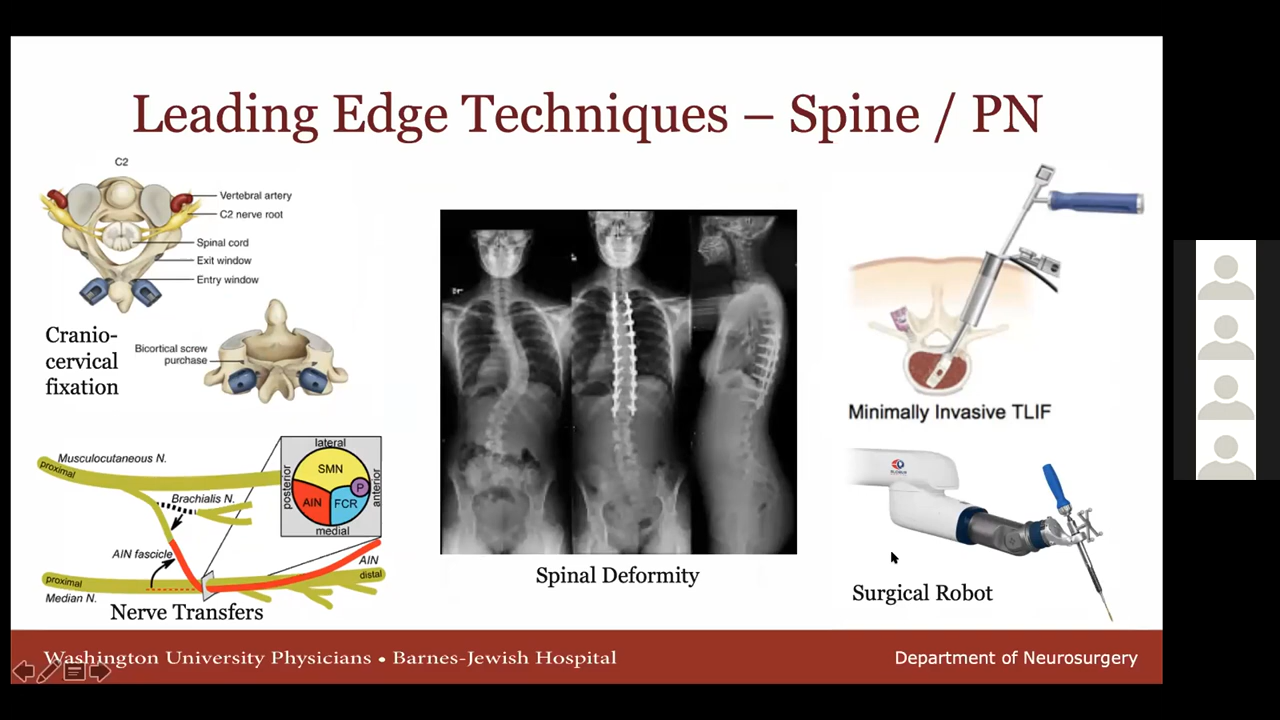 Leading Edge Techniques – Spine / PN
C2
Vertebral artery
C2 nerve root
Spinal cord
Exit window
Entry window
Cranio-
cervical
fixation
Bicortical screw
purchase
Musculocutaneous N.
proximal
Brachialis N.
AIN fascicle
proximal
Median N.
lateral
posterior
SMN
P
AIN
FCR
anterior
medial
AIN
distal
Nerve Transfers
Spinal Deformity
Minimally Invasive TLIF
Surgical Robot
Washington University Physicians • Barnes-Jewish Hospital
Department of Neurosurgery